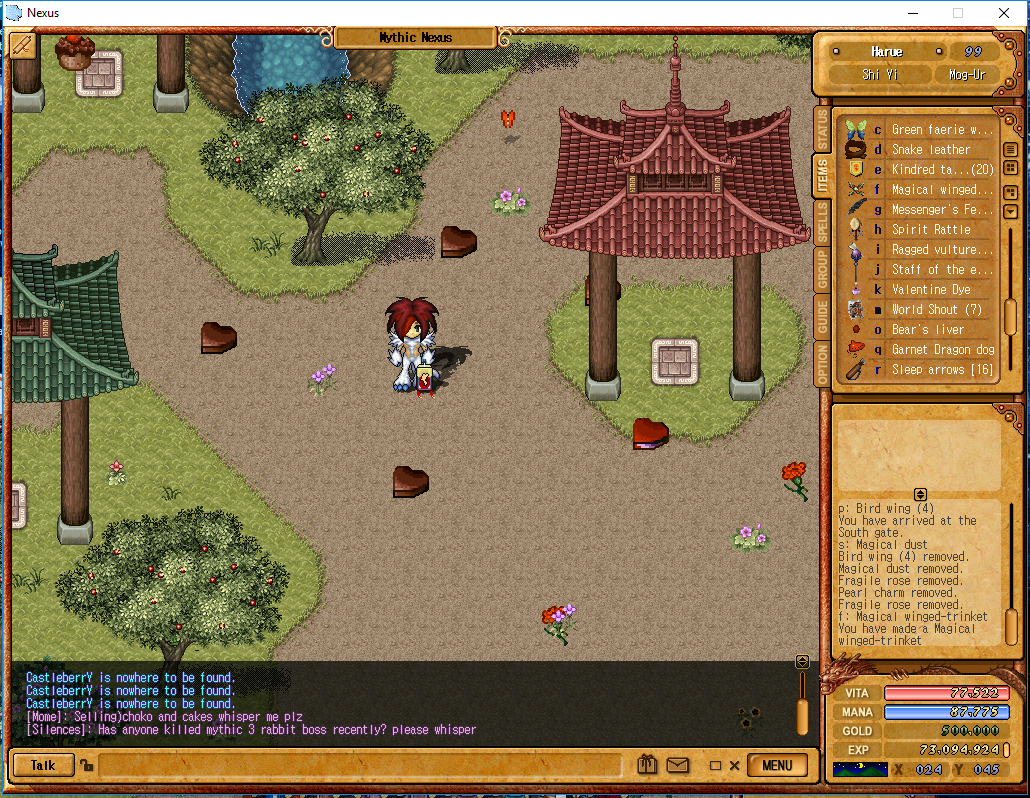 Nexus
Mythic Nexus
Harue 99
Shi Yi Mog-Ur
STATUS
ITEMS
SPELLS
GROUP
GUIDE
OPTION
c Green faerie w...
d Snake leather
e Kindred ta...(20)
f Magical winged...
g Messenger's Fe...
h Spirit Rattle
i Ragged vulture...
j Staff of the e...
k Valentine Dye
m World Shout (7)
o Bear's liver
q Garnet Dragon dog
r Sleep arrows [16]
p: Bird wing (4)
You have arrived at the
South gate.
s: Magical dust
Bird wing (4) removed.
Magical dust removed.
Fragile rose removed.
Pearl charm removed.
Fragile rose removed.
f: Magical winged-trinket
You have made a Magical
winged-trinket
CastleberrY is nowhere to be found.
CastleberrY is nowhere to be found.
CastleberrY is nowhere to be found.
[Mome]: Selling)choko and cakes whisper me plz
[Silences]: Has anyone killed mythic 3 rabbit boss recently? please whisper
Talk
MENU
VITA 77,522
MANA 87,775
GOLD 500,000
EXP 73,094,924
X 024 Y 045